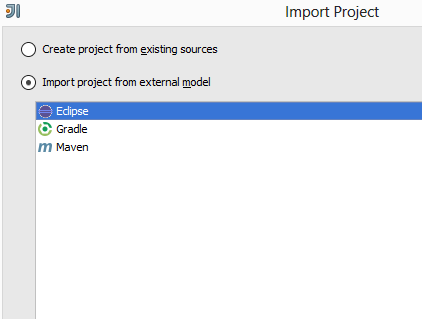 Import Project
Create project from existing sources
Import project from external model
Eclipse
Gradle
Maven